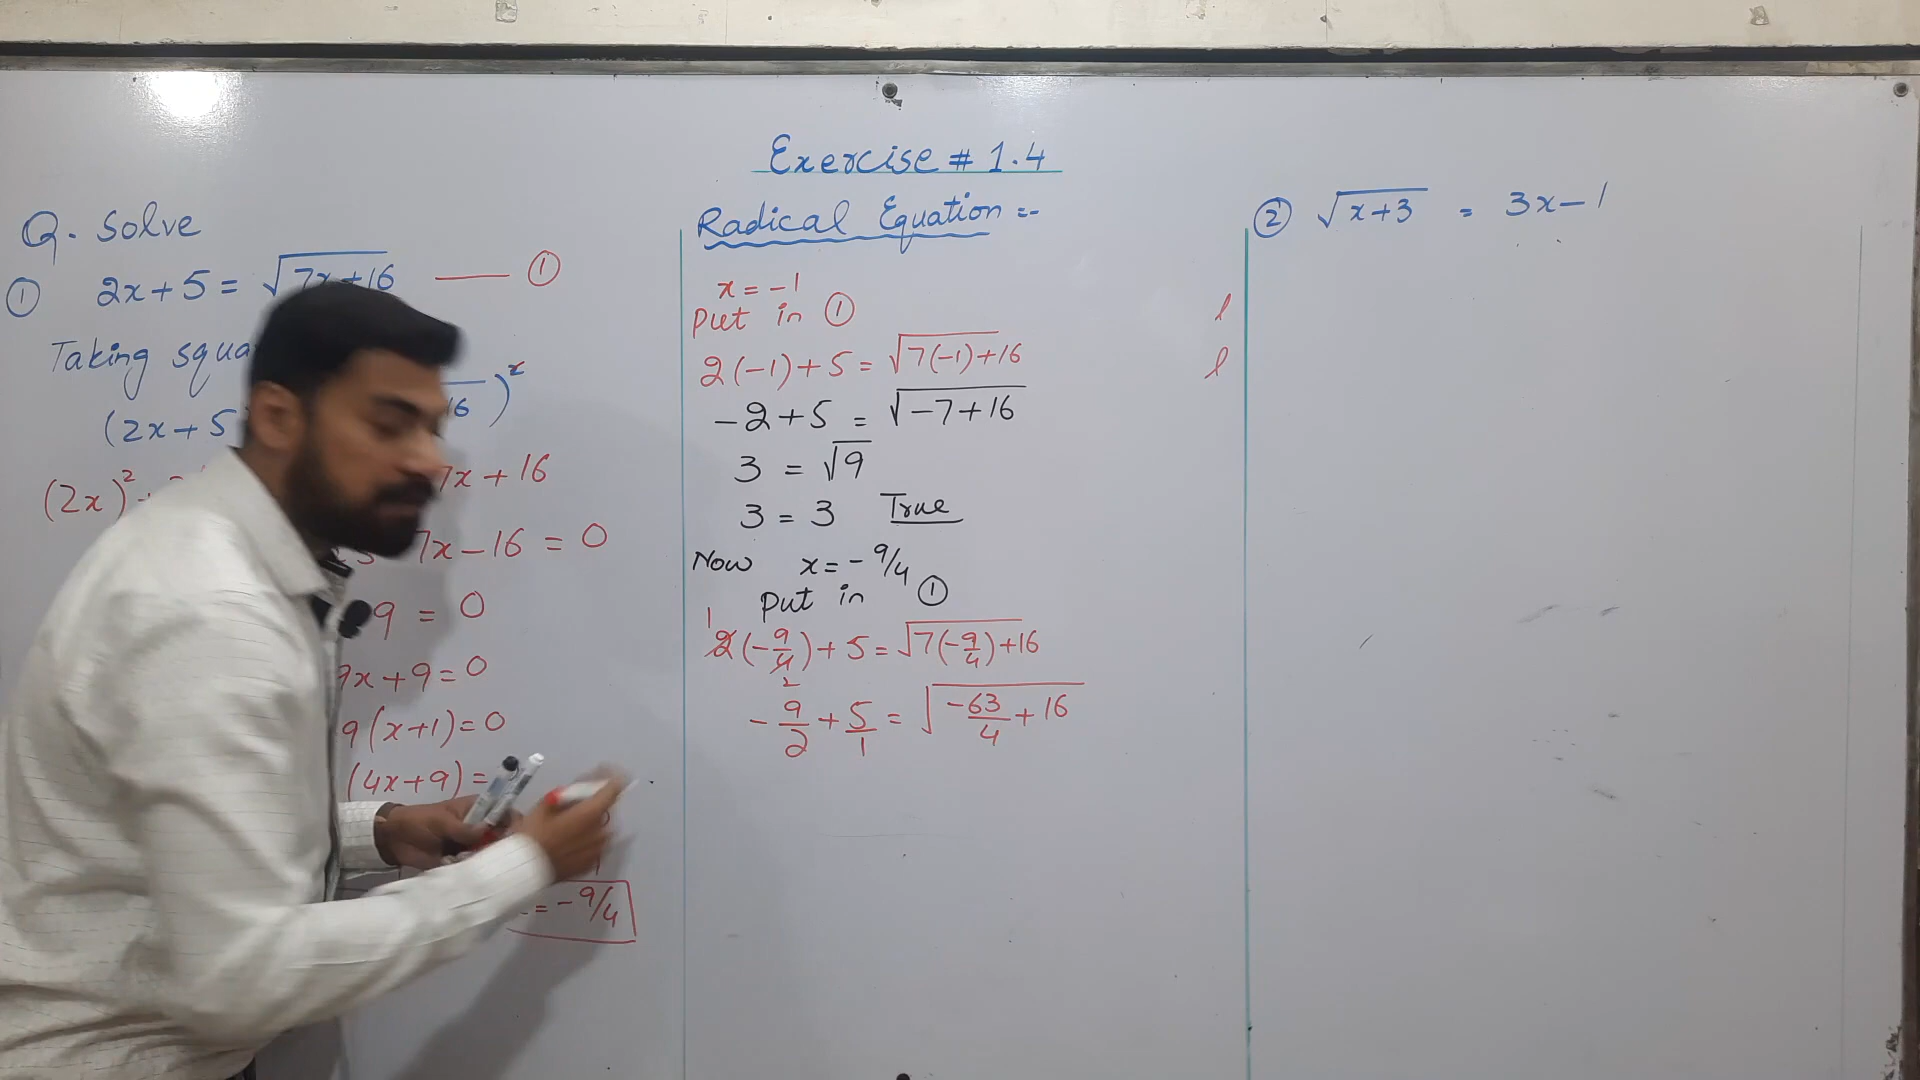 Exercise # 1.4
Q. Solve
① 2x + 5 = √7x+16 —— ①
Taking squa
(2x + 5 16 )²
(2x)² 7x + 16
7x - 16 = 0
9 = 0
9x + 9 = 0
9(x+1) = 0
(4x+9) =
= -9/4
Radical Equation :-
x = -1
Put in ①
2(-1) + 5 = √7(-1)+16
-2 + 5 = √-7+16
3 = √9
3 = 3 True
Now x = -9/4
Put in ①
2(-9/4) + 5 = √7(-9/4)+16
-9/2 + 5/1 = √-63/4 + 16
② √x+3 = 3x-1